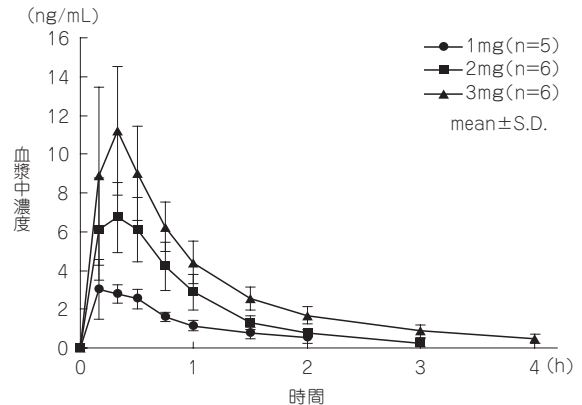 (ng/mL)
16
14
12
10
8
6
4
2
0
血漿中濃度
1mg(n=5)
2mg(n=6)
3mg(n=6)
mean±S.D.
0 1 2 3 4 (h)
時間